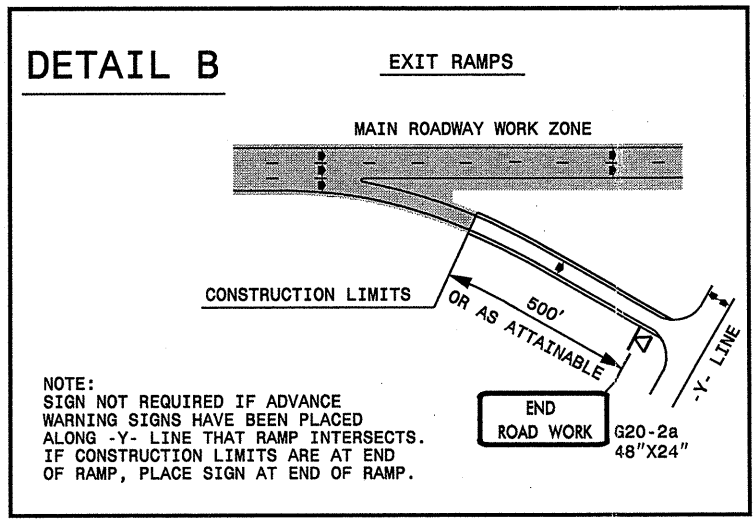 DETAIL B
EXIT RAMPS
MAIN ROADWAY WORK ZONE
CONSTRUCTION LIMITS
500'
OR AS ATTAINABLE
-Y- LINE
NOTE:
SIGN NOT REQUIRED IF ADVANCE
WARNING SIGNS HAVE BEEN PLACED
ALONG -Y- LINE THAT RAMP INTERSECTS.
IF CONSTRUCTION LIMITS ARE AT END
OF RAMP, PLACE SIGN AT END OF RAMP.
END
ROAD WORK
G20-2a
48"X24"